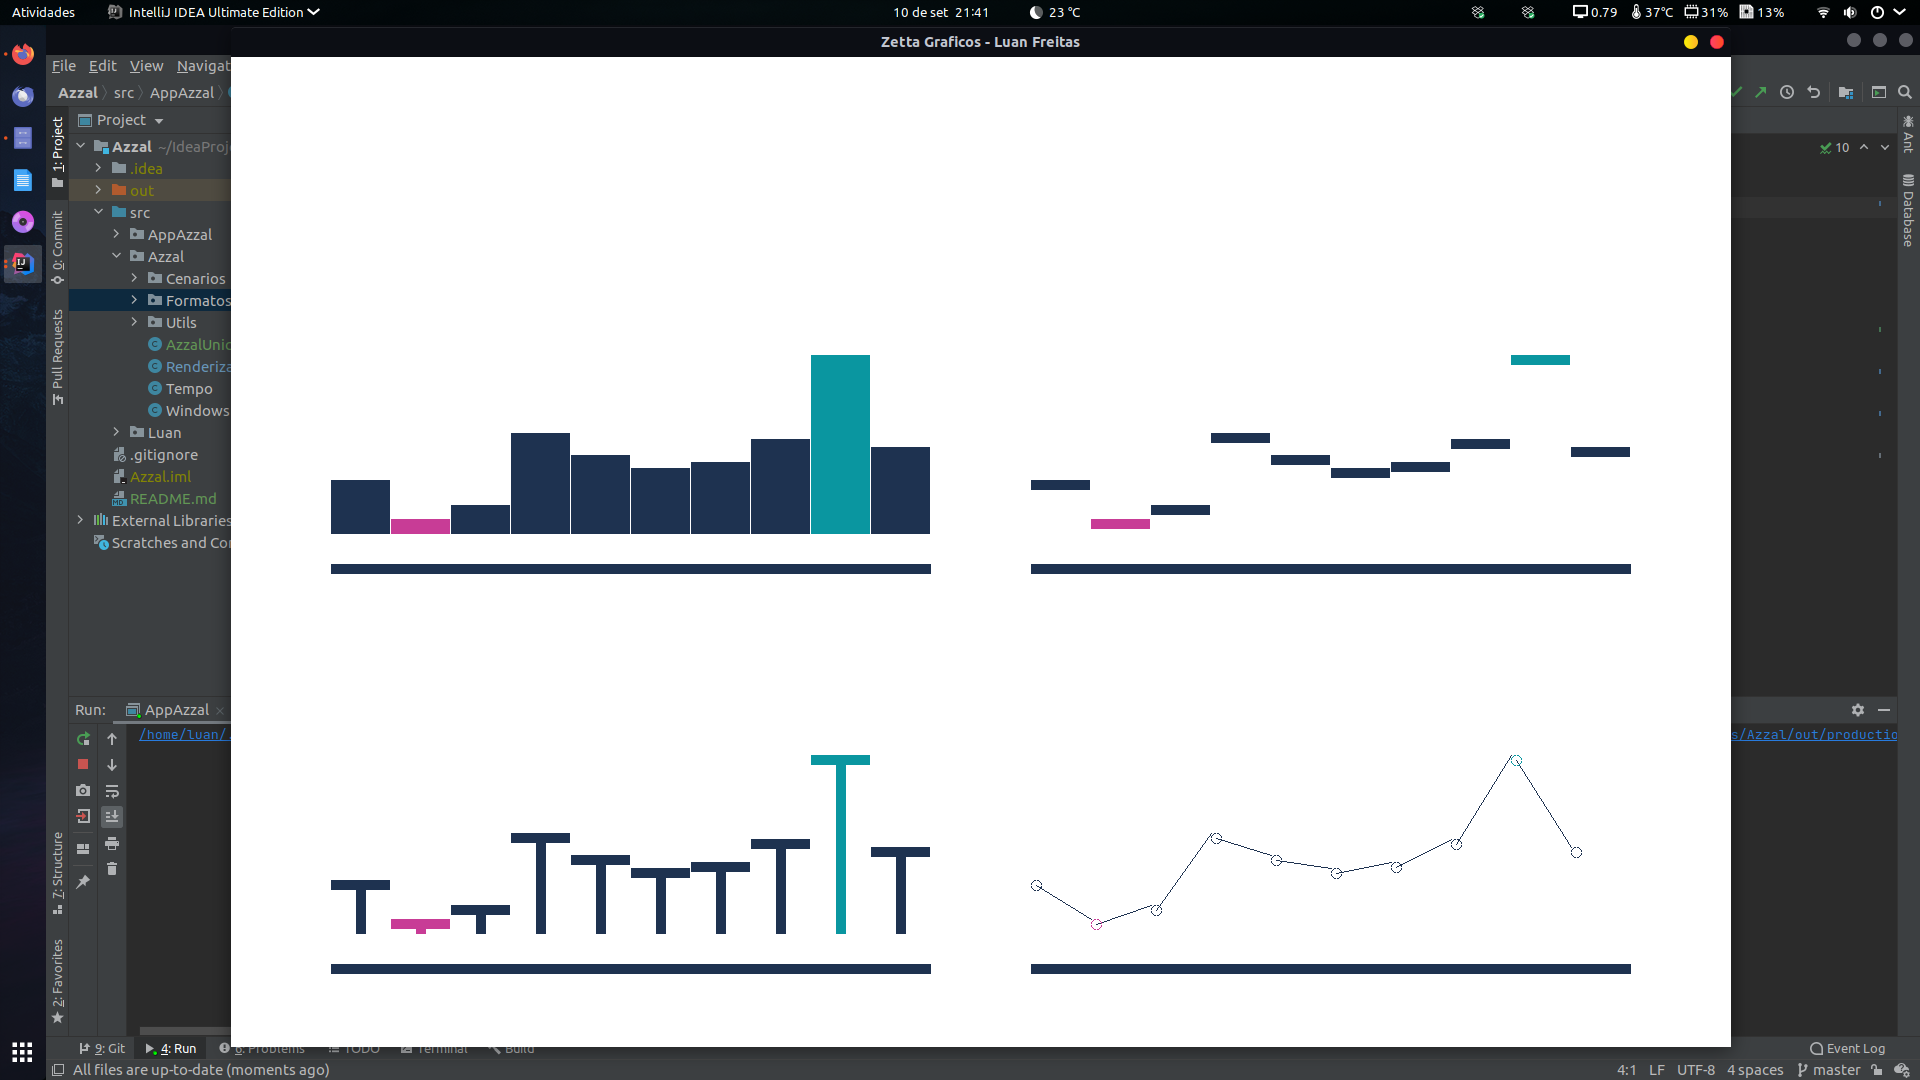 Atividades IntelliJ IDEA Ultimate Edition 10 de set 21:41 23 °C 0.79 37°C 31% 13%
Zetta Graficos - Luan Freitas
File Edit View Navigat
Azzal src AppAzzal
Project
Azzal ~/IdeaProj
.idea
out
src
AppAzzal
Azzal
Cenarios
Formatos
Utils
AzzalUnic
Renderiza
Tempo
Windows
Luan
.gitignore
Azzal.iml
README.md
External Libraries
Scratches and Con
1: Project
0: Commit
Pull Requests
7: Structure
2: Favorites
10
Ant
Database
Run: AppAzzal
/home/luan/. s/Azzal/out/productio
9: Git 4: Run 6: Problems TODO Terminal Build Event Log
All files are up-to-date (moments ago) 4:1 LF UTF-8 4 spaces master